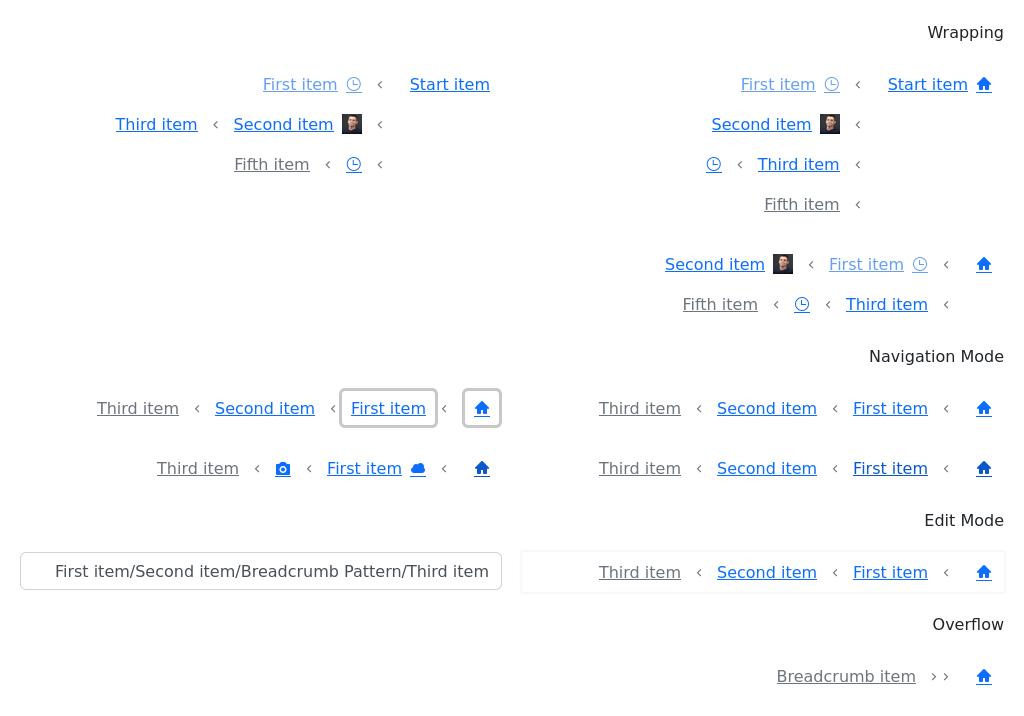 Wrapping
Start item First item
Second item
Third item
Fifth item
Start item First item
Second item Third item
Fifth item
First item Second item
Third item Fifth item
Navigation Mode
First item Second item Third item
First item Second item Third item
First item Second item Third item
First item Third item
Edit Mode
First item Second item Third item
First item/Second item/Breadcrumb Pattern/Third item
Overflow
Breadcrumb item